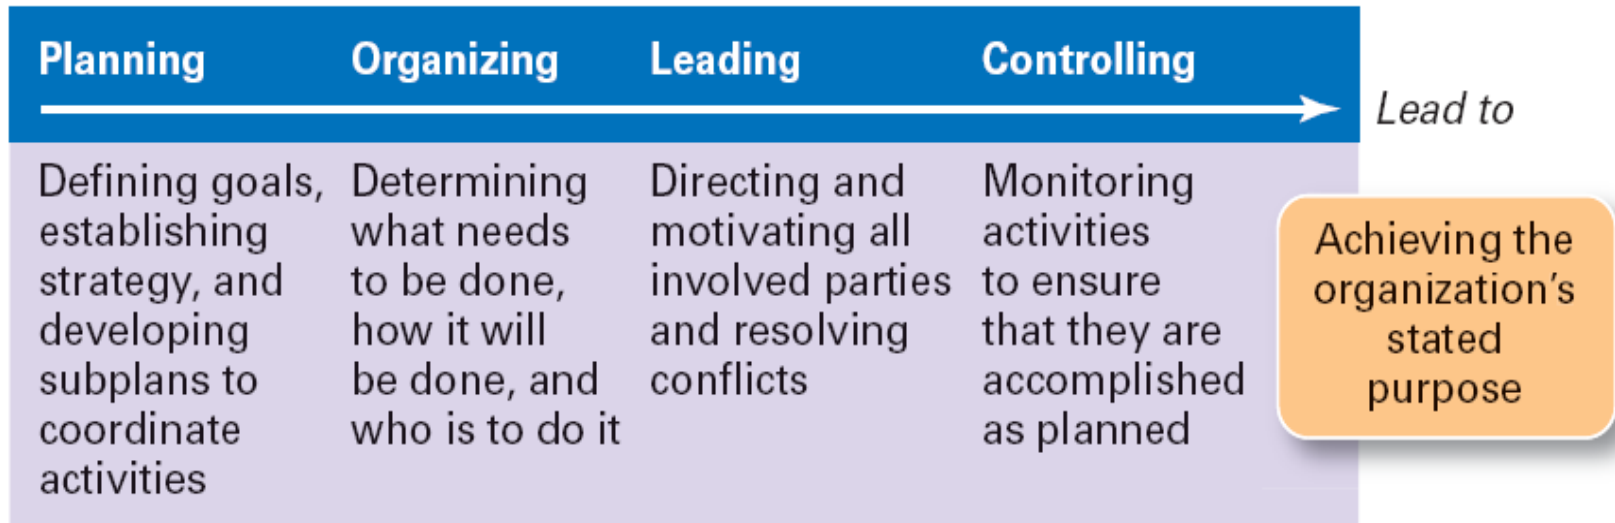 Planning
Organizing
Leading
Controlling
Lead to
Defining goals,
establishing
strategy, and
developing
subplans to
coordinate
activities
Determining
what needs
to be done,
how it will
be done, and
who is to do it
Directing and
motivating all
involved parties
and resolving
conflicts
Monitoring
activities
to ensure
that they are
accomplished
as planned
Achieving the
organization's
stated
purpose